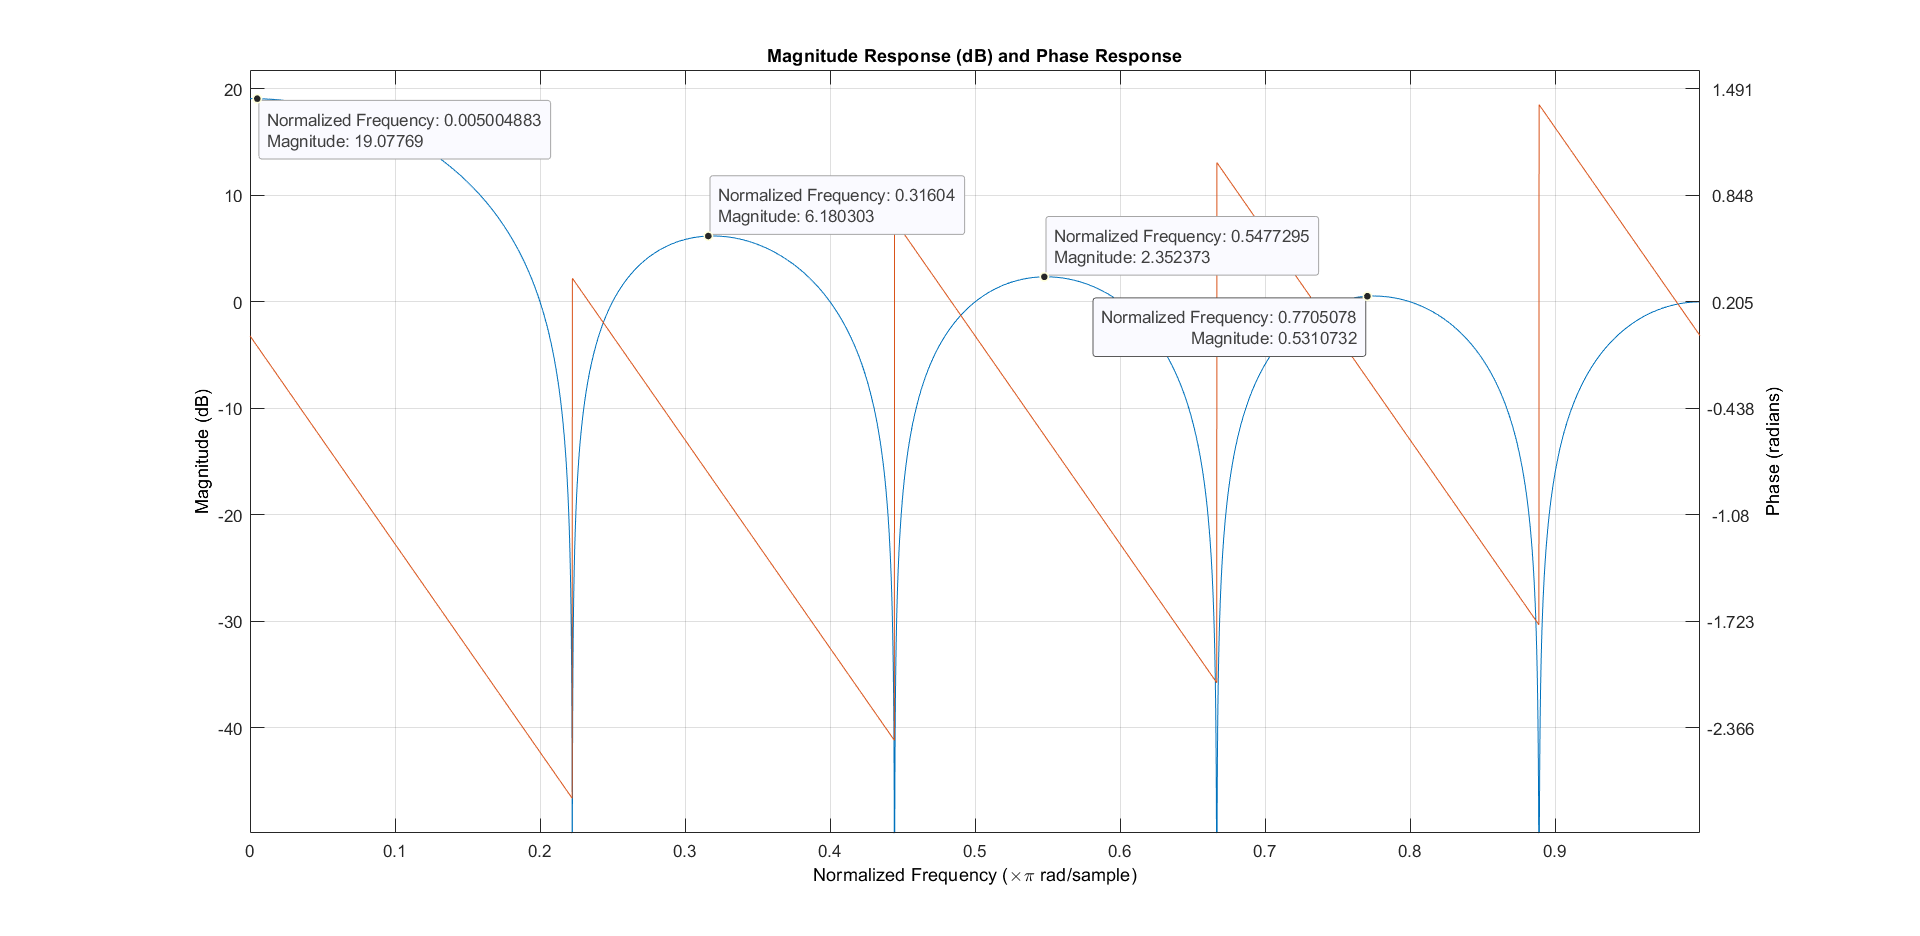 Magnitude Response (dB) and Phase Response
20
10
0
-10
-20
-30
-40
Magnitude (dB)
Normalized Frequency: 0.005004883
Magnitude: 19.07769
Normalized Frequency: 0.31604
Magnitude: 6.180303
Normalized Frequency: 0.5477295
Magnitude: 2.352373
Normalized Frequency: 0.7705078
Magnitude: 0.5310732
1.491
0.848
0.205
-0.438
-1.08
-1.723
-2.366
Phase (radians)
0 0.1 0.2 0.3 0.4 0.5 0.6 0.7 0.8 0.9
Normalized Frequency (×π rad/sample)